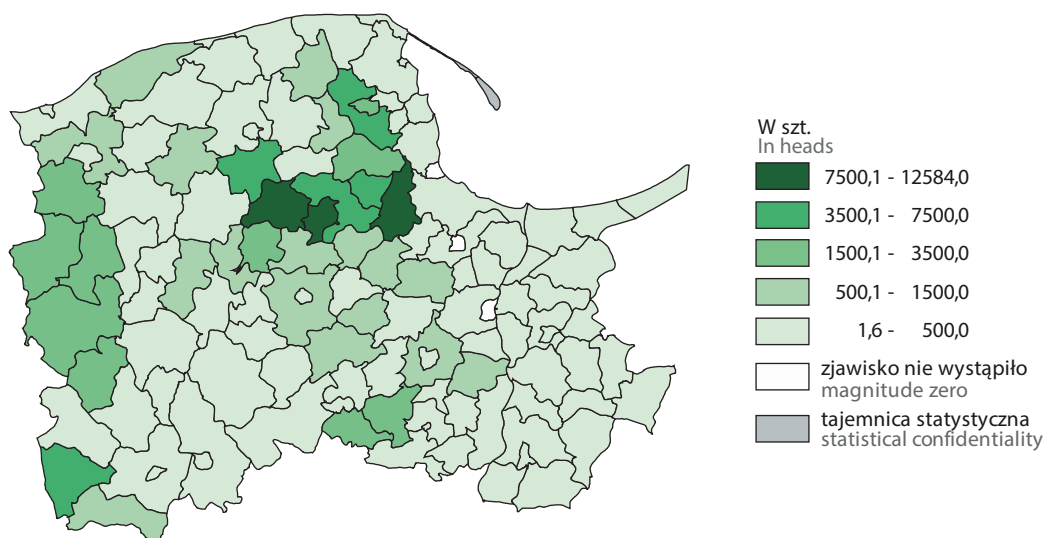 W szt.
In heads
7500,1 - 12584,0
3500,1 - 7500,0
1500,1 - 3500,0
500,1 - 1500,0
1,6 - 500,0
zjawisko nie wystąpiło
magnitude zero
tajemnica statystyczna
statistical confidentiality